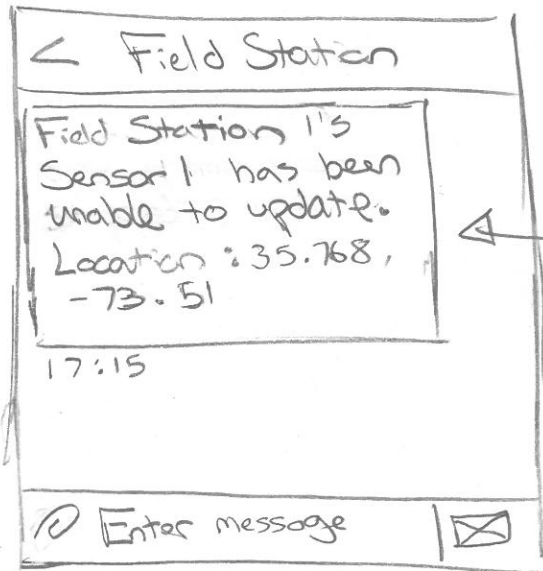 Field Station
Field Station 1's
Sensor 1 has been
unable to update.
Location : 35.768,
-73.51
17:15
Enter message